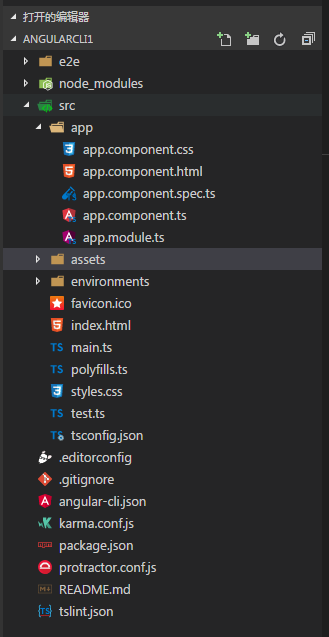 打开的编辑器
ANGULARCLI1
e2e
node_modules
src
app
app.component.css
app.component.html
app.component.spec.ts
app.component.ts
app.module.ts
assets
environments
favicon.ico
index.html
TS main.ts
TS polyfills.ts
styles.css
TS test.ts
TS tsconfig.json
.editorconfig
.gitignore
angular-cli.json
karma.conf.js
package.json
protractor.conf.js
README.md
tslint.json